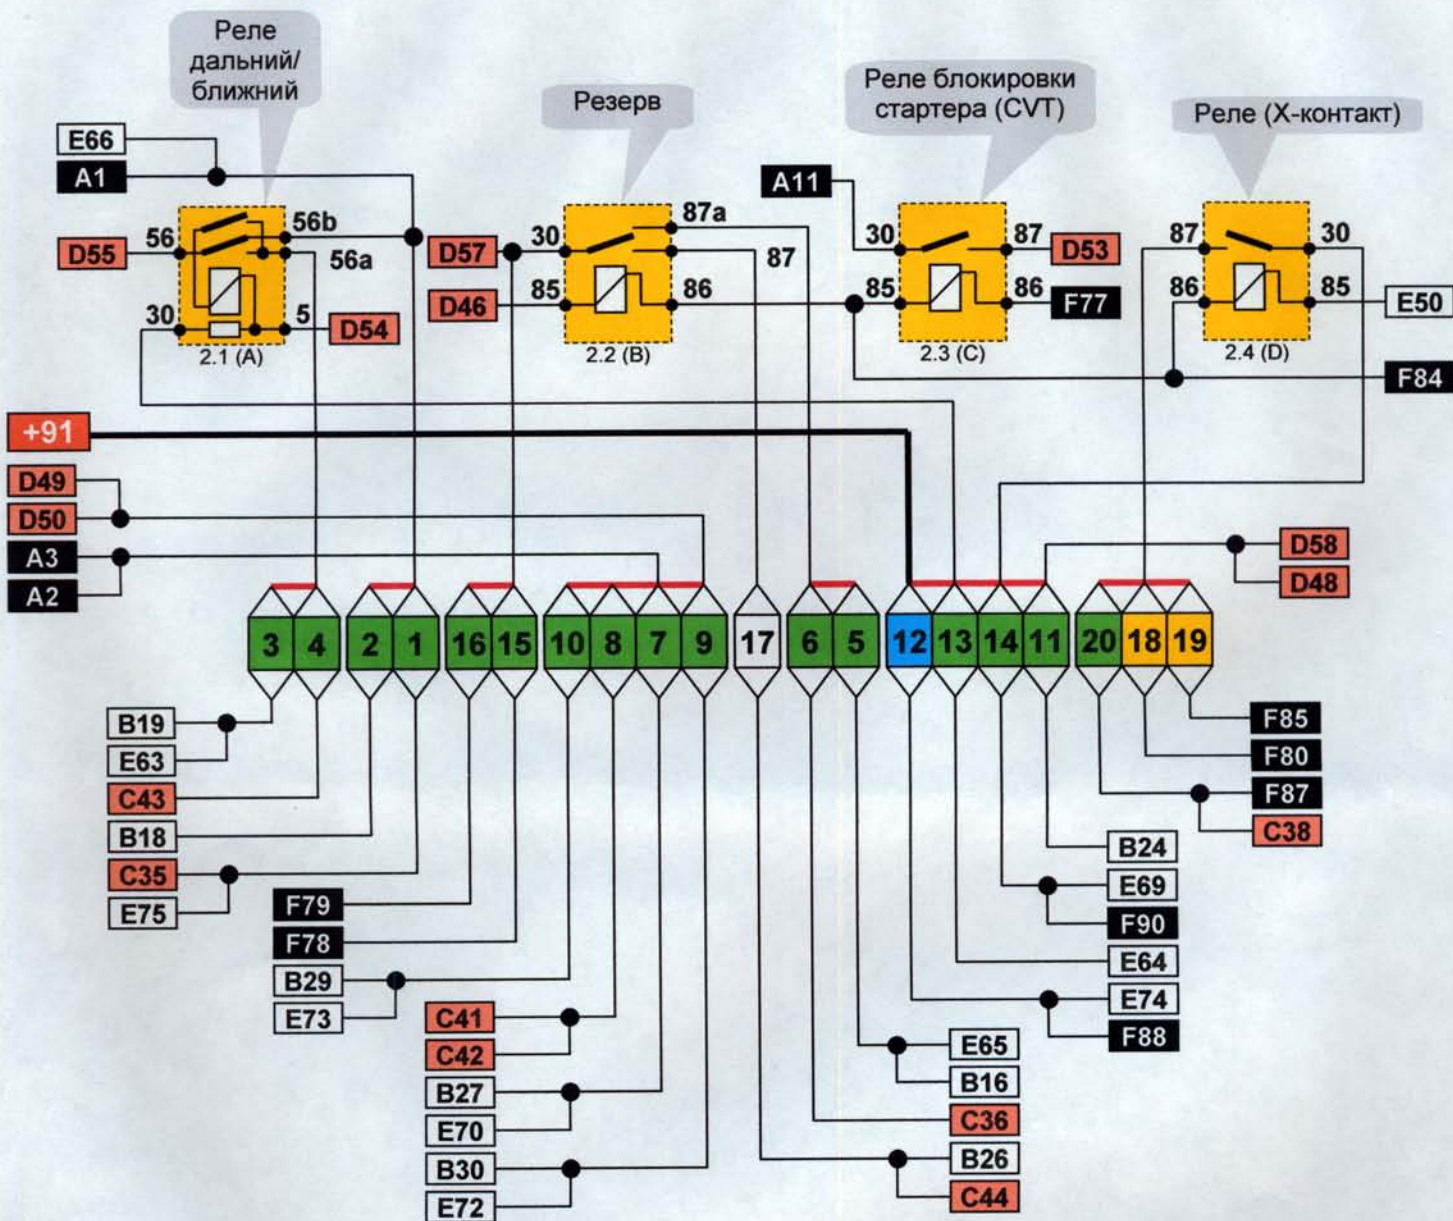 Реле
дальний/
ближний
Резерв
Реле блокировки
стартера (CVT)
Реле (X-контакт)
E66
A1
A11
56b
87a
D55
56
56a
D57
30
87
30
87
D53
87
30
30
5
D54
D46
85
86
85
86
F77
86
85
E50
2.1 (A)
2.2 (B)
2.3 (C)
2.4 (D)
F84
+91
D49
D50
A3
A2
D58
D48
3
4
2
1
16
15
10
8
7
9
17
6
5
12
13
14
11
20
18
19
B19
E63
C43
B18
C35
E75
F79
F78
B29
E73
C41
C42
B27
E70
B30
E72
F85
F80
F87
C38
B24
E69
F90
E64
E74
F88
E65
B16
C36
B26
C44